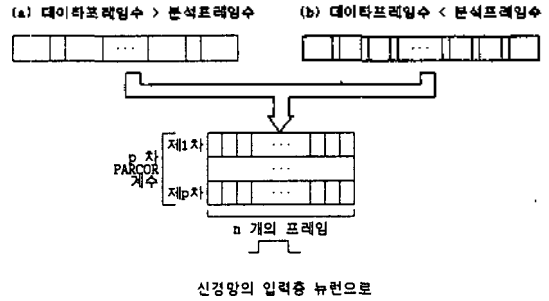 (a) 데이타프레임수 > 분석프레임수
(b) 데이타프레임수 < 분석프레임수
...
...
p 차
PARCOR
계수
제1차
...
...
제p차
...
n 개의 프레임
신경망의 입력층 뉴런으로